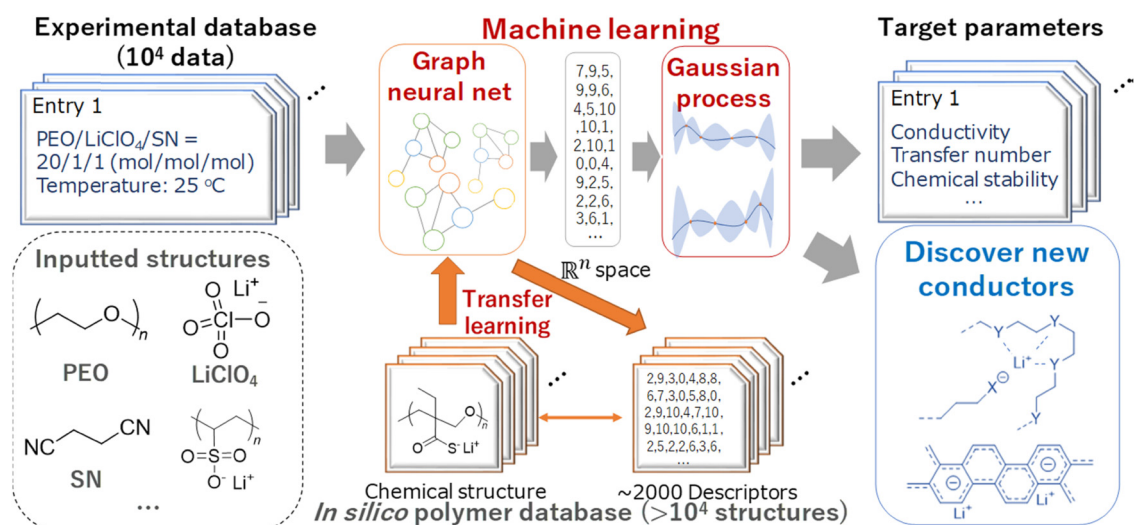 Experimental database
(10⁴ data)
Entry 1
PEO/LiClO₄/SN =
20/1/1 (mol/mol/mol)
Temperature: 25 °C
...
Inputted structures
O
n
PEO
Li⁺
O
O
Cl
O⁻
O
LiClO₄
NC
CN
SN
n
O
S
O
O⁻ Li⁺
...
Machine learning
Graph
neural net
7,9,5,
9,9,6,
4,5,10
,10,1,
2,10,1
0,0,4,
9,2,5,
2,2,6,
3,6,1,
...
Gaussian
process
ℝⁿ space
Transfer
learning
O
n
O
S⁻ Li⁺
...
Chemical structure
2,9,3,0,4,8,8,
6,7,3,0,5,8,0,
2,9,10,4,7,10,
9,10,10,6,1,1,
2,5,2,2,6,3,6,
...
...
~2000 Descriptors
In silico polymer database (>10⁴ structures)
Target parameters
Entry 1
Conductivity
Transfer number
Chemical stability
...
...
Discover new
conductors
Y
Y
Li⁺
Y
X⊖
Y
⊖
⊖
Li⁺
Li⁺